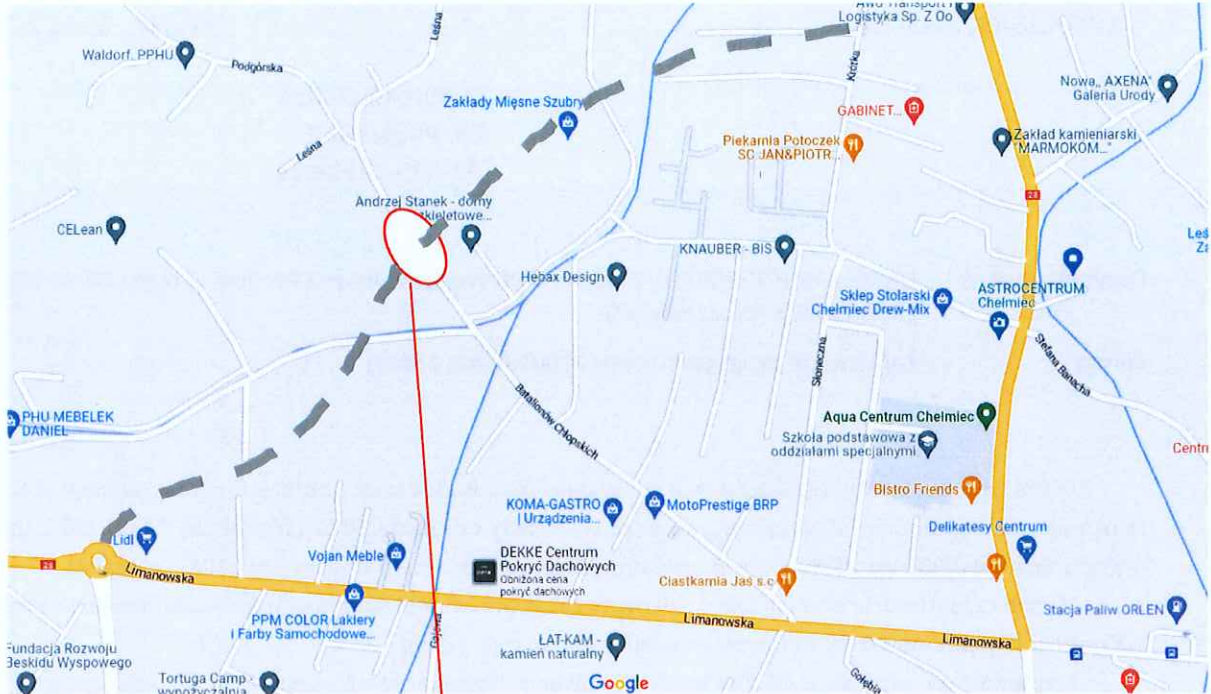 Logistyka Sp. Z Oo
Leśna
Waldorf. PPHU
Podgórska
Zakłady Mięsne Szubry
Krótka
Nowa,, AXENA"
Galeria Urody
GABINET...
Leśna
Piekarnia Potoczek
SC JAN&PIOTR...
Zakład kamieniarski
"MARMOKOM..."
28
Andrzej Stanek - domy
szkieletowe...
CELean
KNAUBER - BIS
Hebax Design
Sklep Stolarski
Chełmiec Drew-Mix
ASTROCENTRUM
Chełmiec
Stefana Banacha
Słoneczna
PHU MEBELEK
DANIEL
Batalionów Chłopskich
Aqua Centrum Chełmiec
Szkoła podstawowa z
oddziałami specjalnymi
Bistro Friends
KOMA-GASTRO
| Urządzenia...
MotoPrestige BRP
Delikatesy Centrum
Lidl
Vojan Meble
DEKKE Centrum
Pokryć Dachowych
Obniżona cena
pokryć dachowych
28
Limanowska
Ciastkarnia Jaś s.c
Stacja Paliw ORLEN
PPM COLOR Lakiery
i Farby Samochodowe...
Gajowa
Limanowska
Limanowska
ŁAT-KAM -
kamień naturalny
Fundacja Rozwoju
Beskidu Wyspowego
Tortuga Camp -
wypożyczalnia
Google
Gołębia